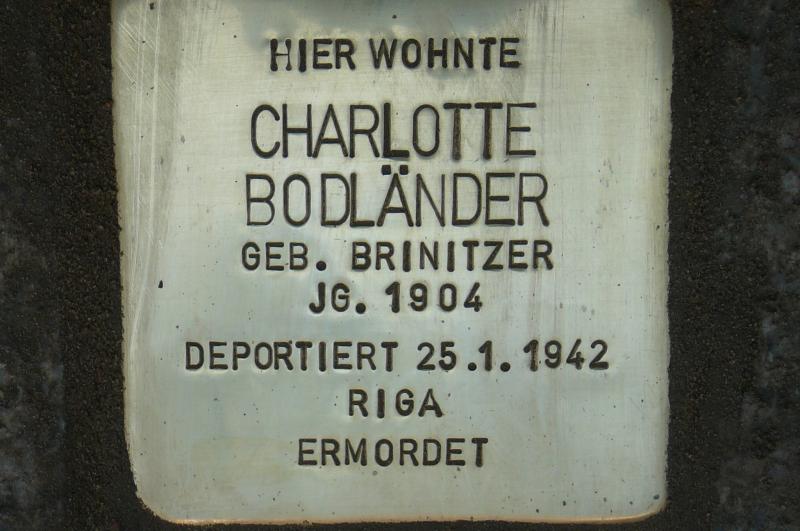 HIER WOHNTE
CHARLOTTE
BODLÄNDER
GEB. BRINITZER
JG. 1904
DEPORTIERT 25.1.1942
RIGA
ERMORDET